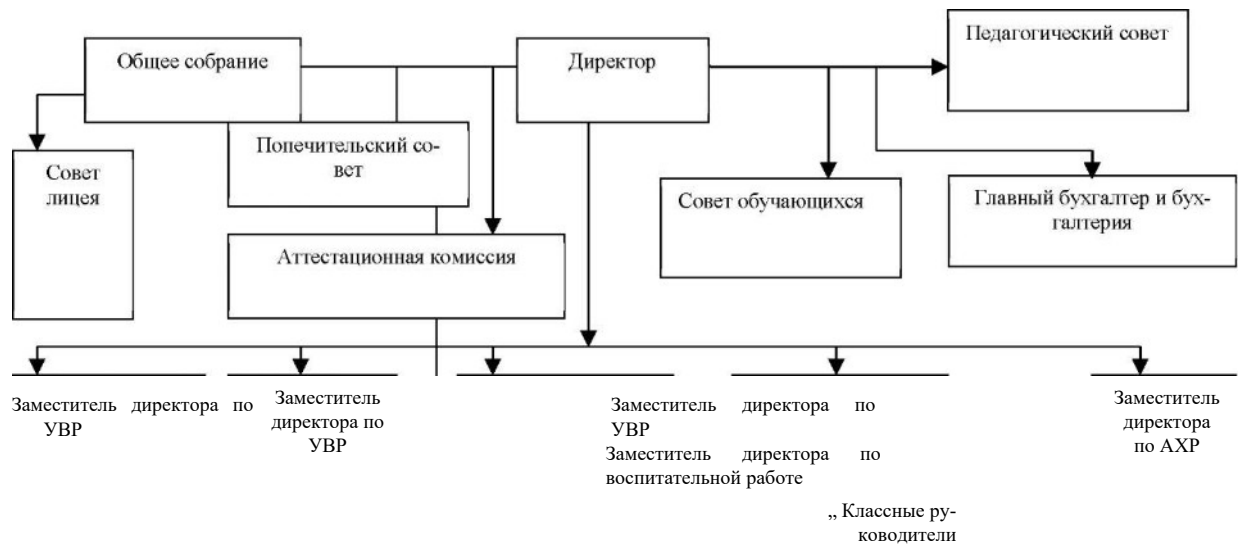 Педагогический совет
Общее собрание
Директор
Попечительский со-
вет
Совет
лицея
Совет обучающихся
Главный бухгалтер и бух-
галтерия
Аттестационная комиссия
Заместитель директора по
УВР
Заместитель
директора по
УВР
Заместитель директора по
УВР
Заместитель директора по
воспитательной работе
Заместитель
директора
по АХР
„ Классные ру-
ководители